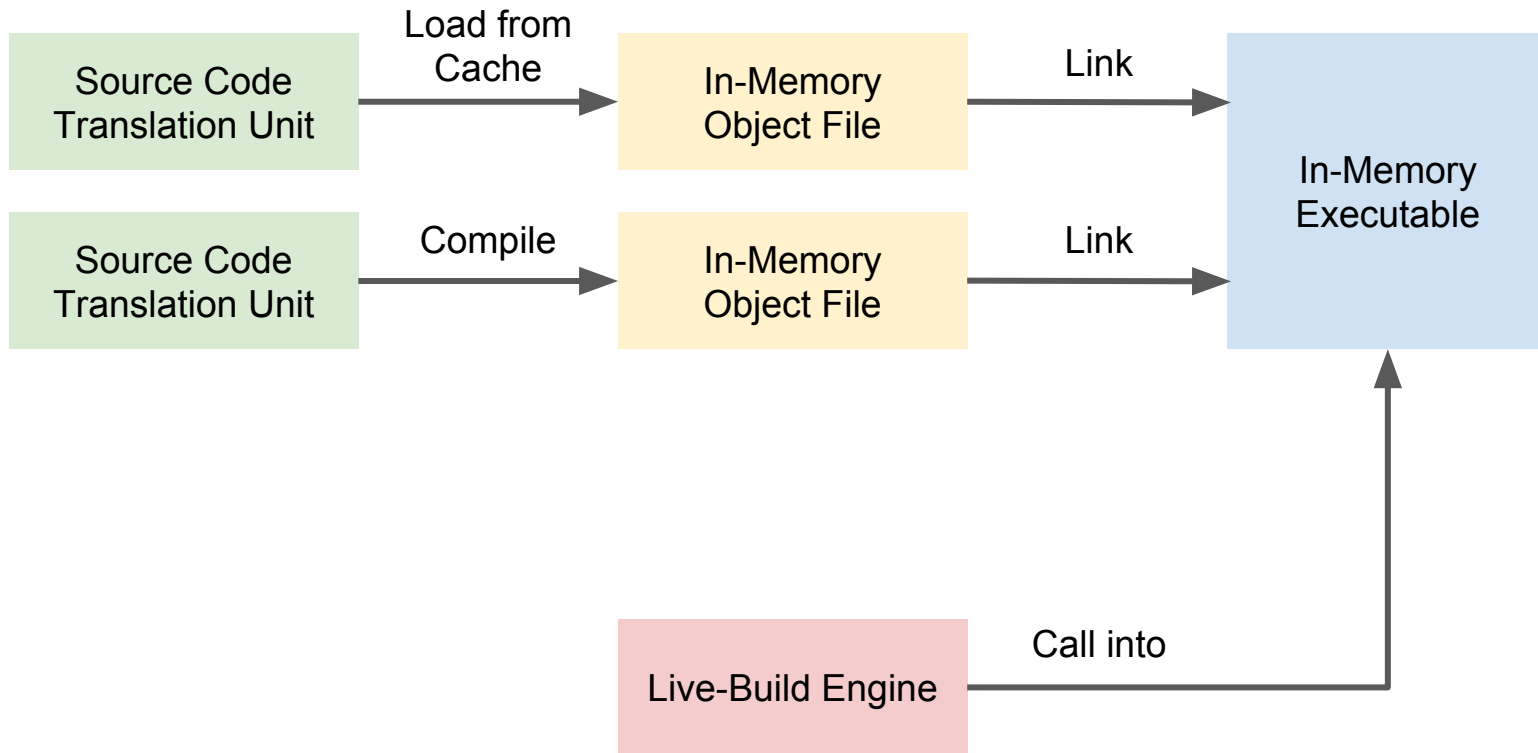 Source Code
Translation Unit
Load from
Cache
In-Memory
Object File
Link
In-Memory
Executable
Source Code
Translation Unit
Compile
In-Memory
Object File
Link
Live-Build Engine
Call into